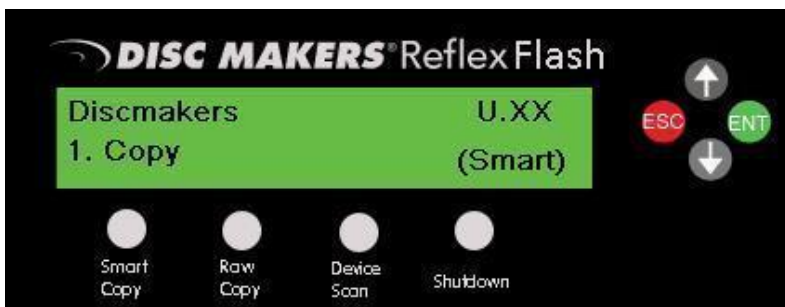 DISC MAKERS® Reflex Flash
Discmakers U.XX
1. Copy (Smart)
ESC ENT
Smart Copy
Raw Copy
Device Scan
Shutdown